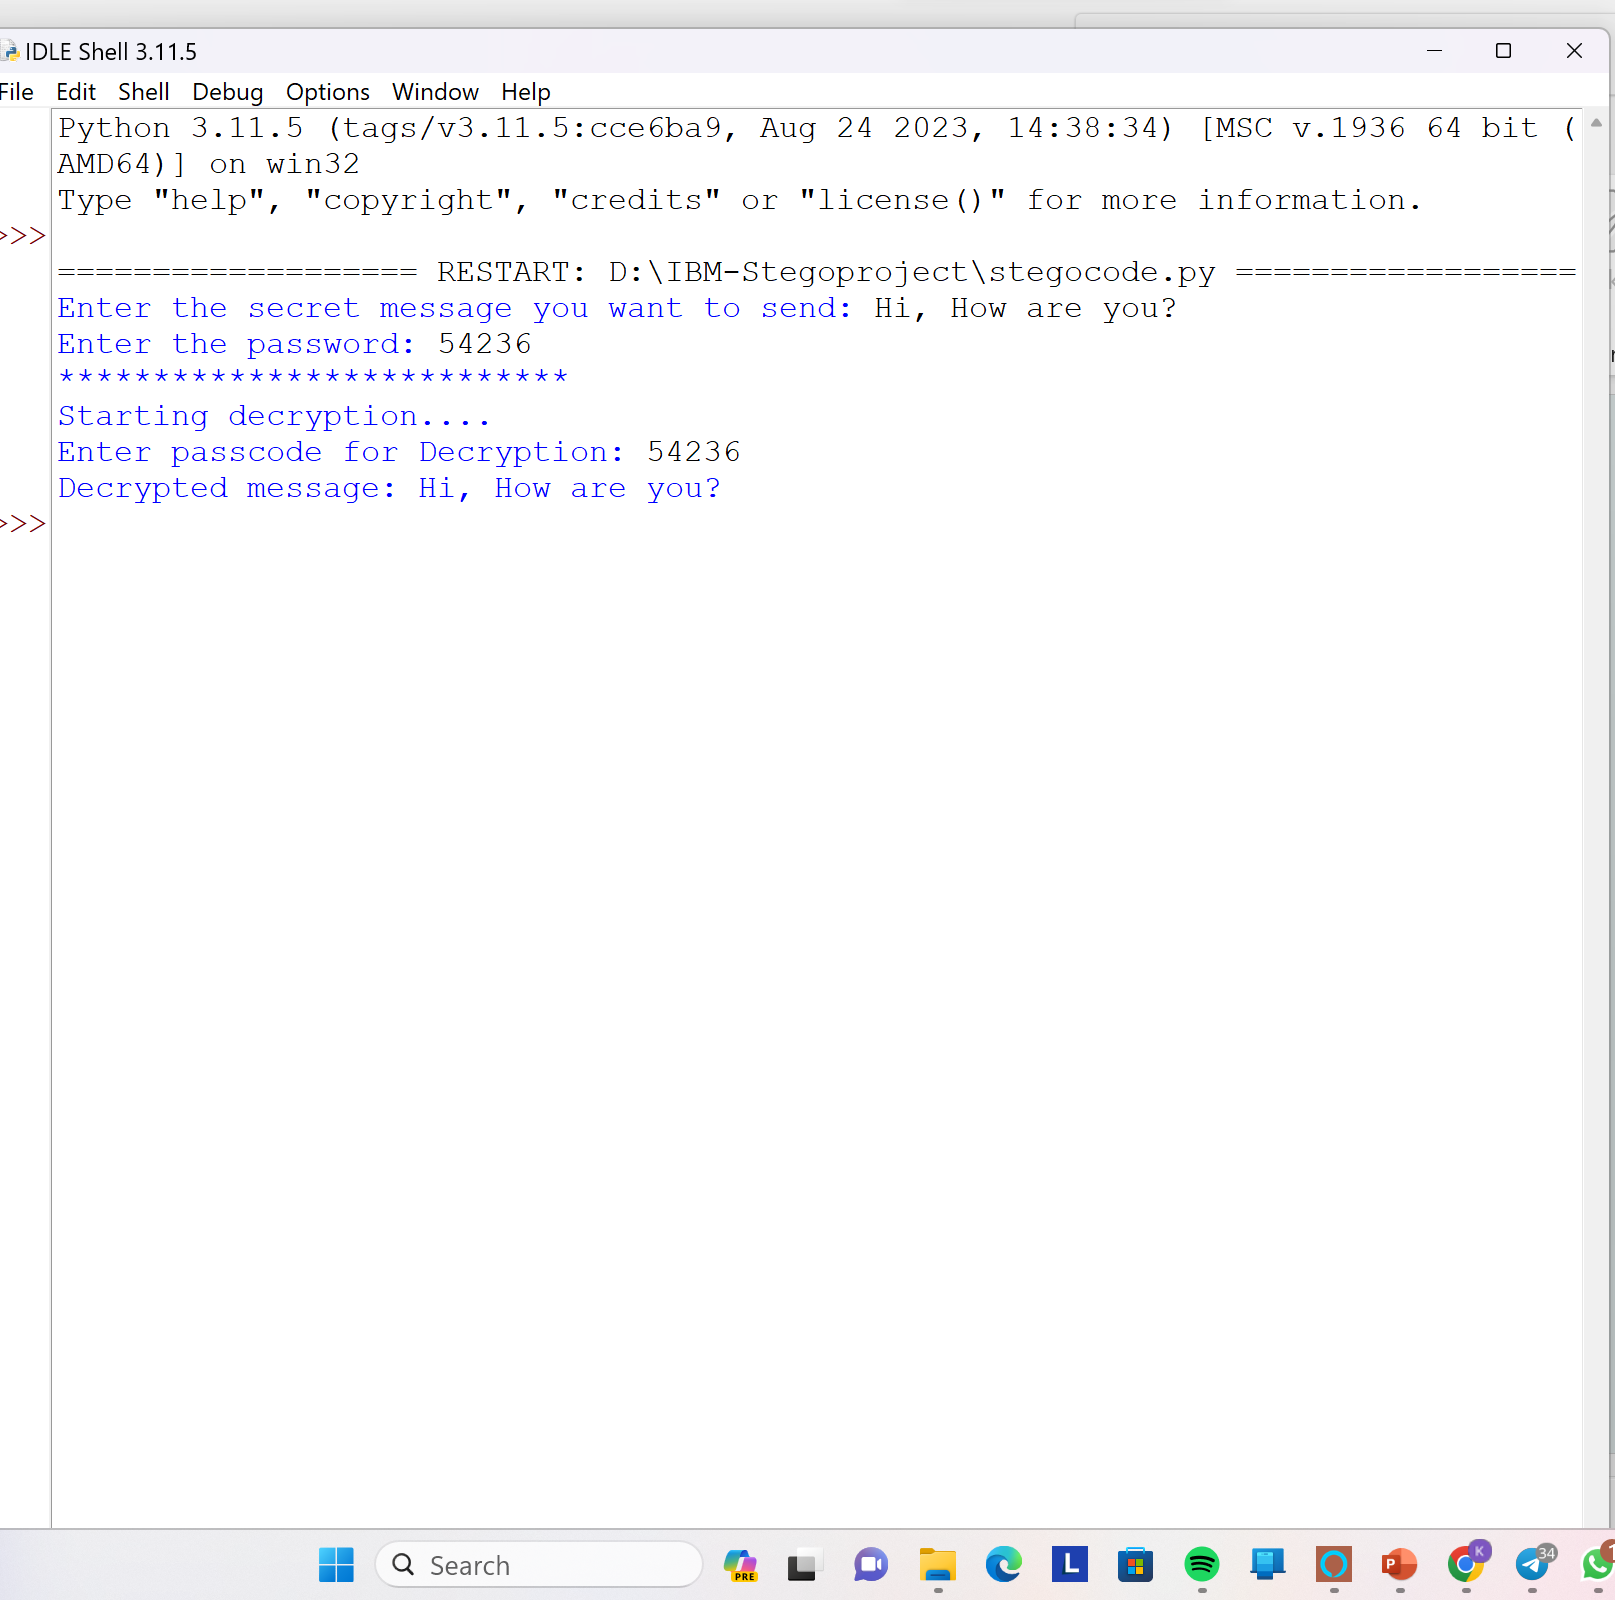 IDLE Shell 3.11.5
File Edit Shell Debug Options Window Help
Python 3.11.5 (tags/v3.11.5:cce6ba9, Aug 24 2023, 14:38:34) [MSC v.1936 64 bit (
AMD64)] on win32
Type "help", "copyright", "credits" or "license()" for more information.
>>>
=================== RESTART: D:\IBM-Stegoproject\stegocode.py ==================
Enter the secret message you want to send: Hi, How are you?
Enter the password: 54236
***************************
Starting decryption....
Enter passcode for Decryption: 54236
Decrypted message: Hi, How are you?
>>>
Search
PRE
L
P
K
34
1